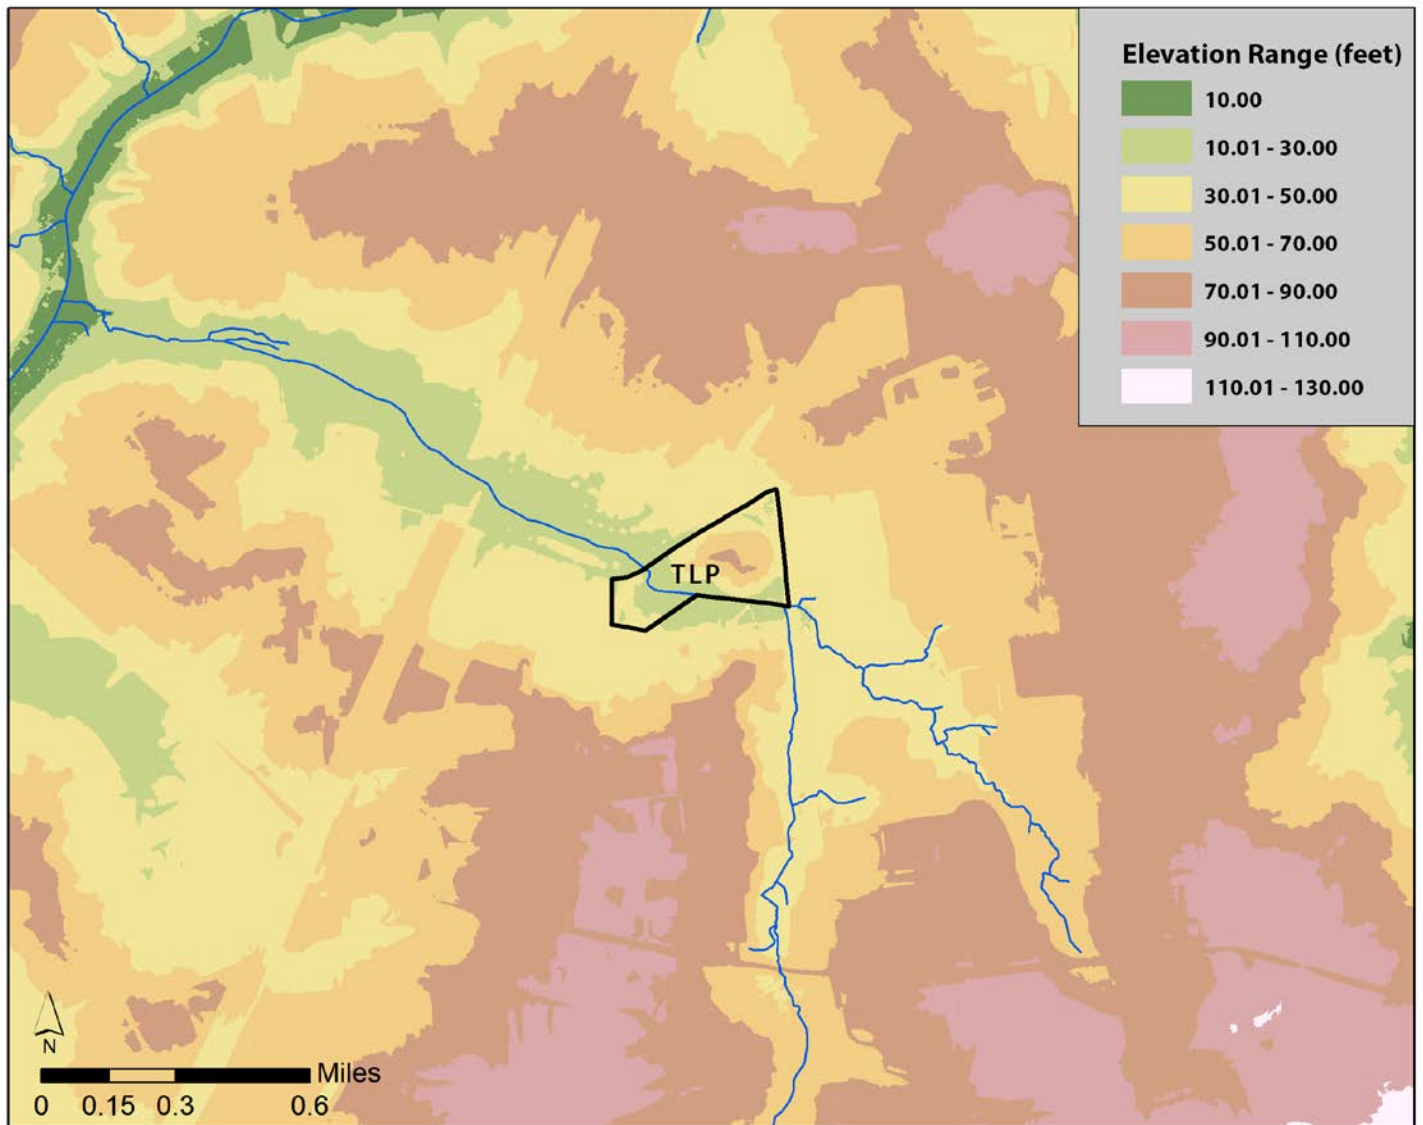 Elevation Range (feet)
10.00
10.01 - 30.00
30.01 - 50.00
50.01 - 70.00
70.01 - 90.00
90.01 - 110.00
110.01 - 130.00
TLP
N
Miles
0 0.15 0.3 0.6